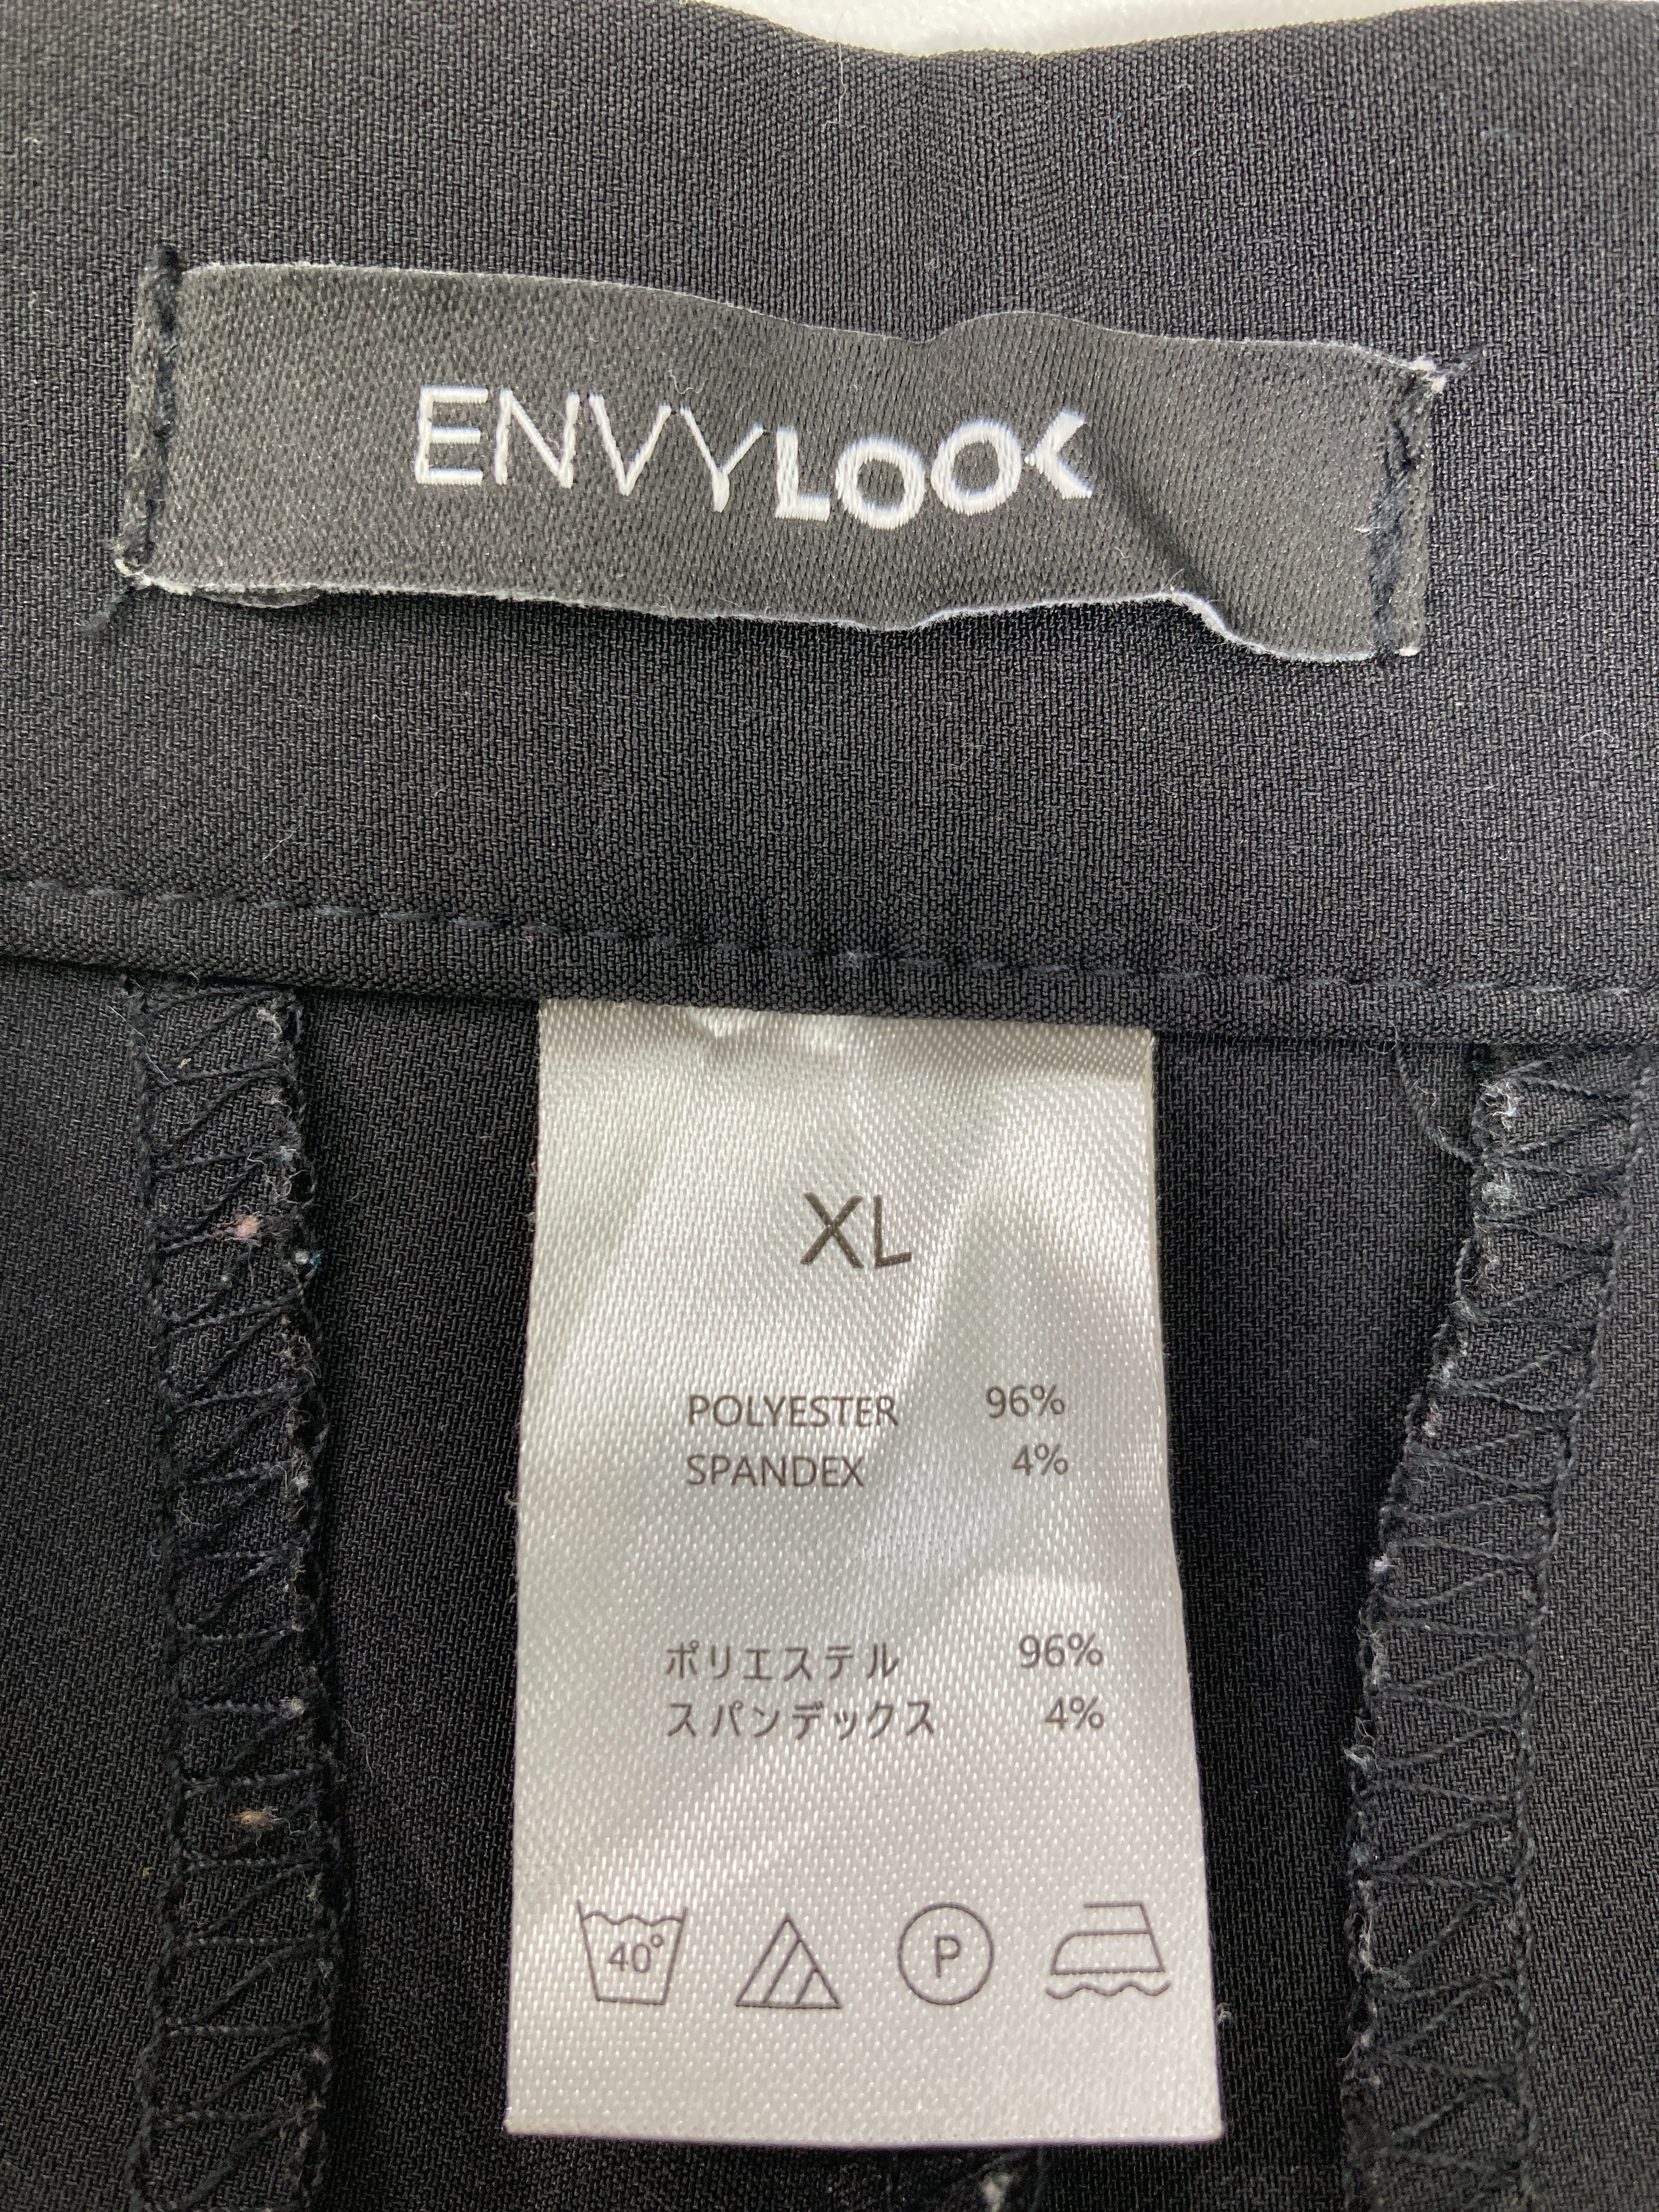 ENVYLOOK
XL
POLYESTER 96%
SPANDEX 4%
ポリエステル 96%
スパンデックス 4%
40°
P